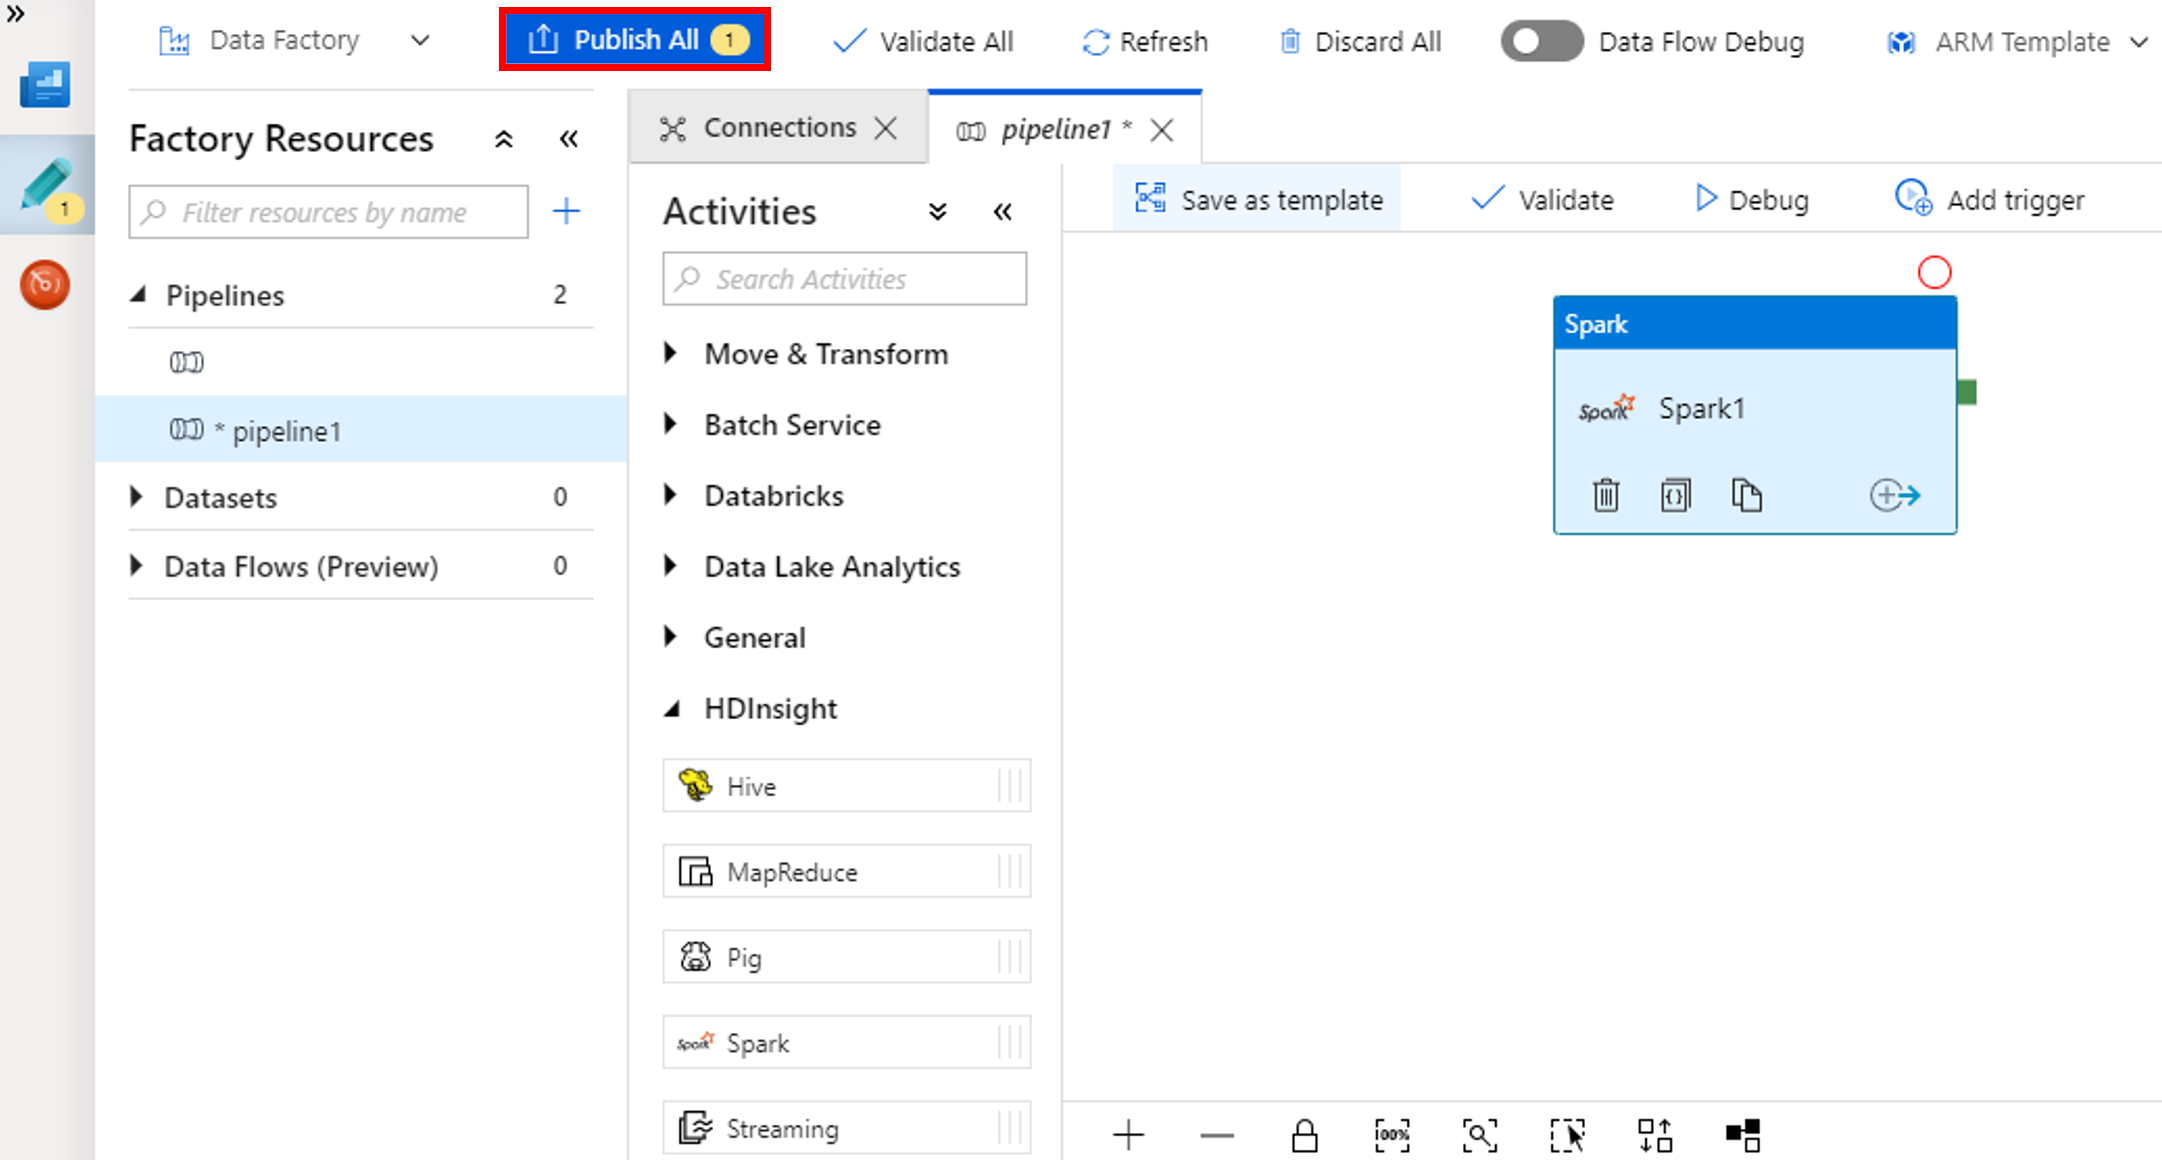 Data Factory
Publish All 1
Validate All
Refresh
Discard All
Data Flow Debug
ARM Template
Factory Resources
Filter resources by name
1
Pipelines 2
* pipeline1
Datasets 0
Data Flows (Preview) 0
Connections
pipeline1 *
Activities
Search Activities
Move & Transform
Batch Service
Databricks
Data Lake Analytics
General
HDInsight
Hive
MapReduce
Pig
Spark Spark
Streaming
Save as template
Validate
Debug
Add trigger
Spark
Spark Spark1
100%